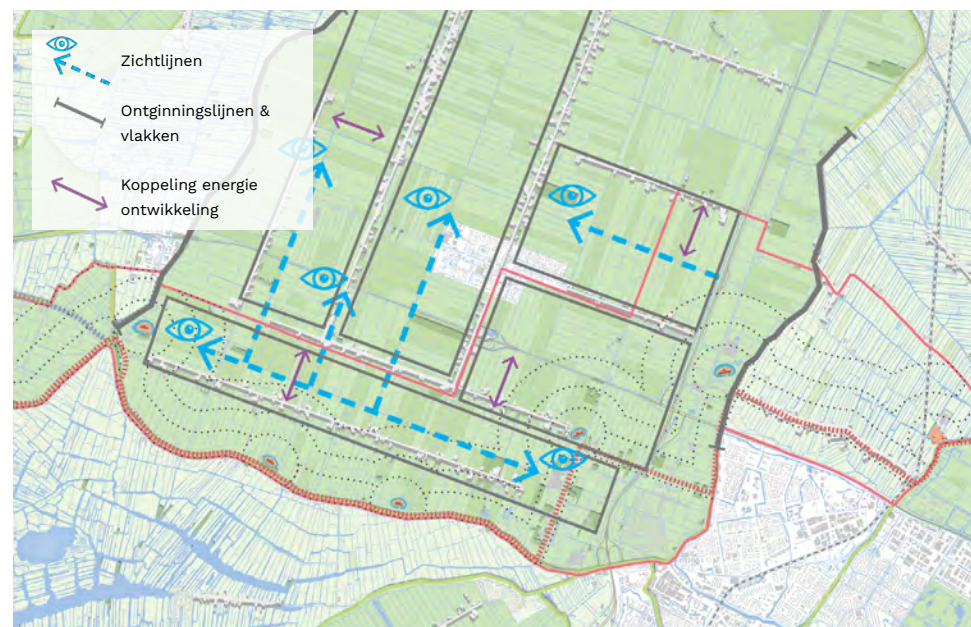 Zichtlijnen
Ontginningslijnen &
vlakken
Koppeling energie
ontwikkeling